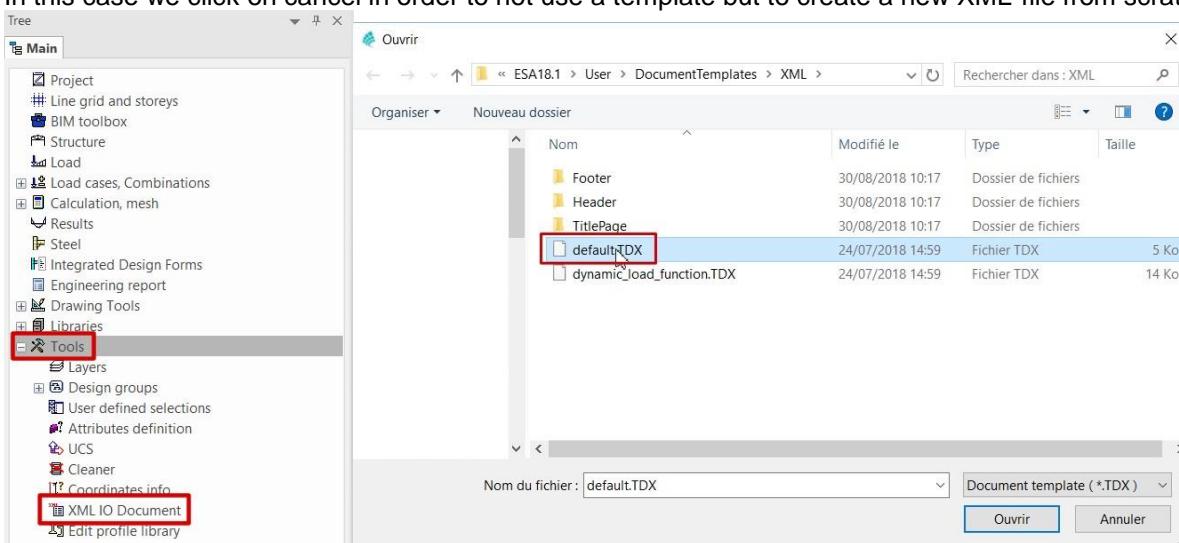 In this case we click on cancel in order to not use a template but to create a new XML file from scrat
Tree
Main
Project
Line grid and storeys
BIM toolbox
Structure
Load
Load cases, Combinations
Calculation, mesh
Results
Steel
Integrated Design Forms
Engineering report
Drawing Tools
Libraries
Tools
Layers
Design groups
User defined selections
Attributes definition
UCS
Cleaner
Coordinates info
XML IO Document
Edit profile library
Ouvrir
« ESA18.1 > User > DocumentTemplates > XML >
Rechercher dans : XML
Organiser
Nouveau dossier
Nom Modifié le Type Taille
Footer 30/08/2018 10:17 Dossier de fichiers
Header 30/08/2018 10:17 Dossier de fichiers
TitlePage 30/08/2018 10:17 Dossier de fichiers
default.TDX 24/07/2018 14:59 Fichier TDX 5 Ko
dynamic_load_function.TDX 24/07/2018 14:59 Fichier TDX 14 Ko
Nom du fichier : default.TDX
Document template ( *.TDX )
Ouvrir
Annuler